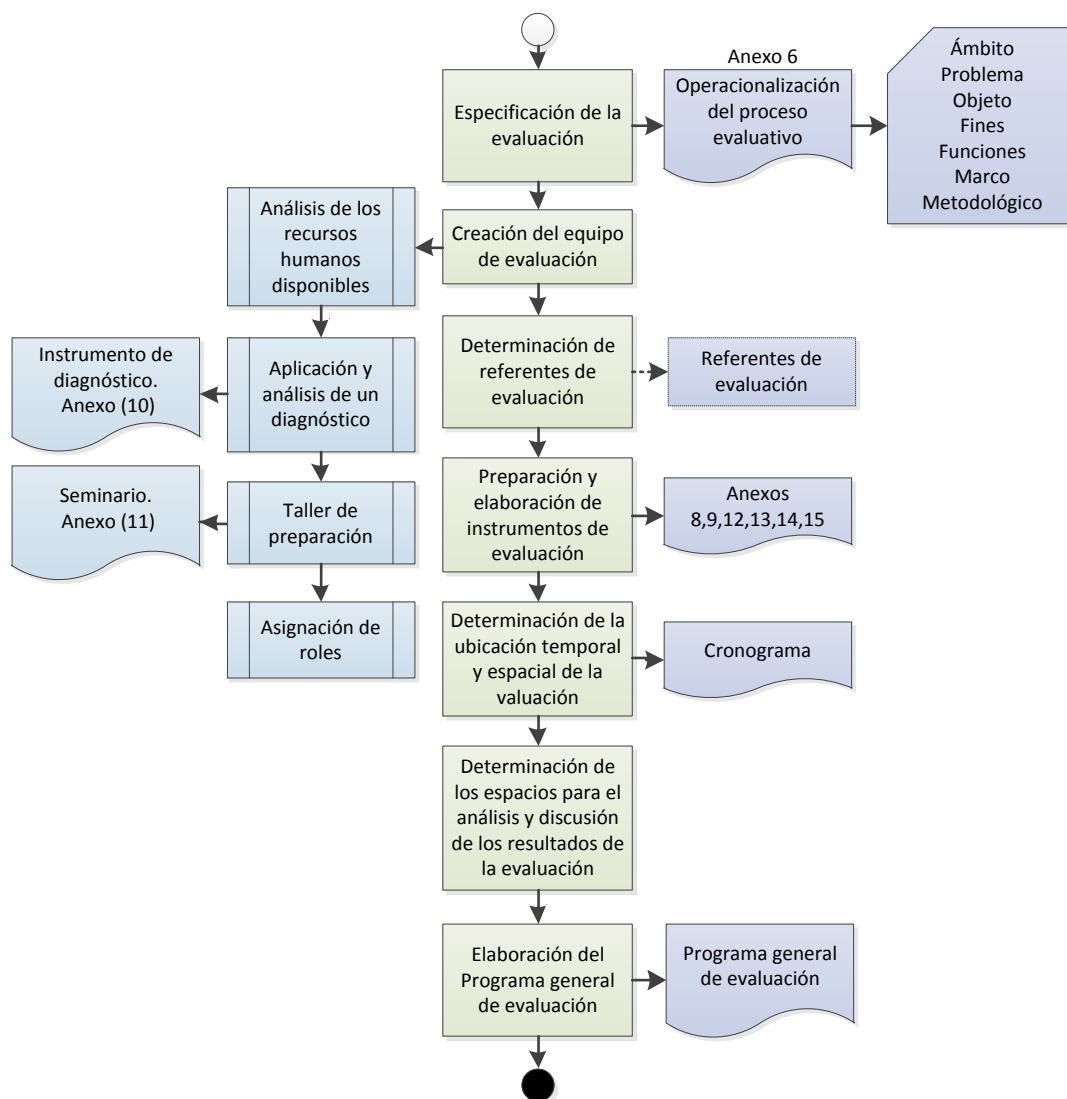 Anexo 6
Especificación de la
evaluación
Operacionalización
del proceso
evaluativo
Ámbito
Problema
Objeto
Fines
Funciones
Marco
Metodológico
Creación del equipo
de evaluación
Análisis de los
recursos
humanos
disponibles
Aplicación y
análisis de un
diagnóstico
Instrumento de
diagnóstico.
Anexo (10)
Taller de
preparación
Seminario.
Anexo (11)
Asignación de
roles
Determinación de
referentes de
evaluación
Referentes de
evaluación
Preparación y
elaboración de
instrumentos de
evaluación
Anexos
8,9,12,13,14,15
Determinación de la
ubicación temporal
y espacial de la
valuación
Cronograma
Determinación de
los espacios para el
análisis y discusión
de los resultados de
la evaluación
Elaboración del
Programa general
de evaluación
Programa general
de evaluación